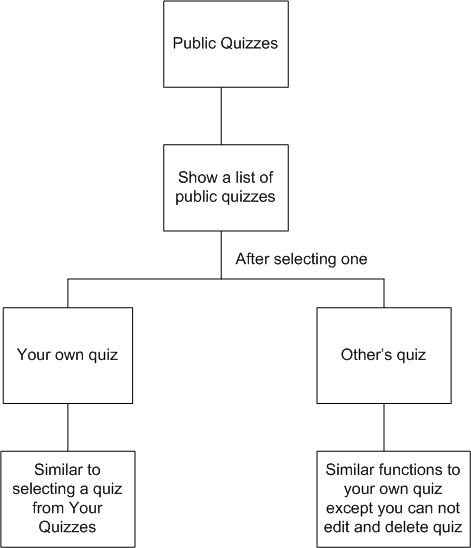 Public Quizzes
Show a list of
public quizzes
After selecting one
Your own quiz
Other's quiz
Similar to
selecting a quiz
from Your
Quizzes
Similar functions to
your own quiz
except you can not
edit and delete quiz